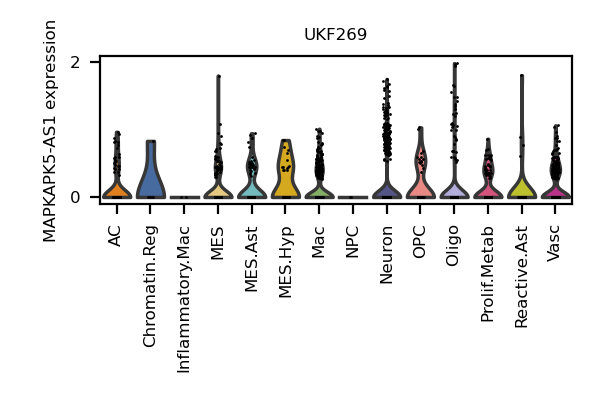 UKF269
MAPKAPK5-AS1 expression
2
0
AC
Chromatin.Reg
Inflammatory.Mac
MES
MES.Ast
MES.Hyp
Mac
NPC
Neuron
OPC
Oligo
Prolif.Metab
Reactive.Ast
Vasc